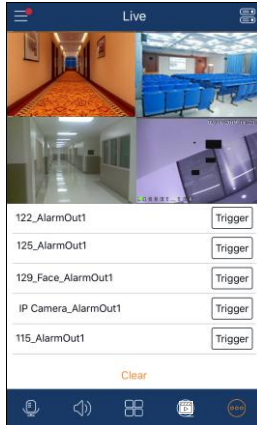 Live
122_AlarmOut1 Trigger
125_AlarmOut1 Trigger
129_Face_AlarmOut1 Trigger
IP Camera_AlarmOut1 Trigger
115_AlarmOut1 Trigger
Clear